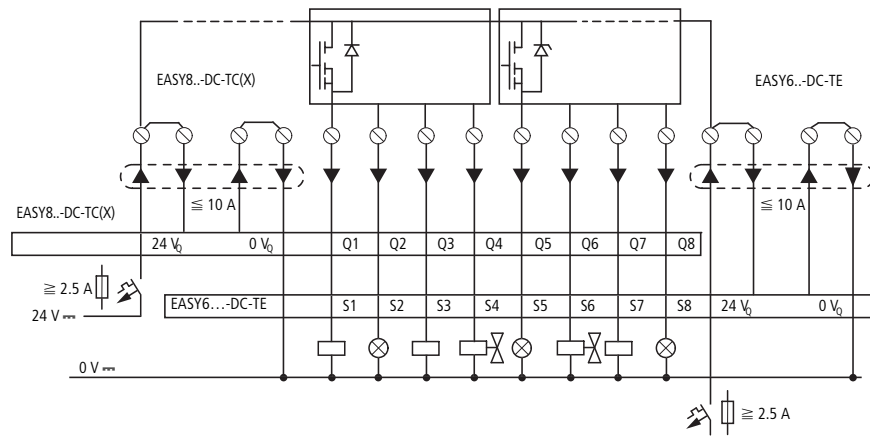 EASY8..-DC-TC(X)
EASY6..-DC-TE
≦ 10 A
≦ 10 A
EASY8..-DC-TC(X)
24 VQ 0 VQ Q1 Q2 Q3 Q4 Q5 Q6 Q7 Q8
≧ 2.5 A
24 V
EASY6...-DC-TE S1 S2 S3 S4 S5 S6 S7 S8 24 VQ 0 VQ
0 V
≧ 2.5 A